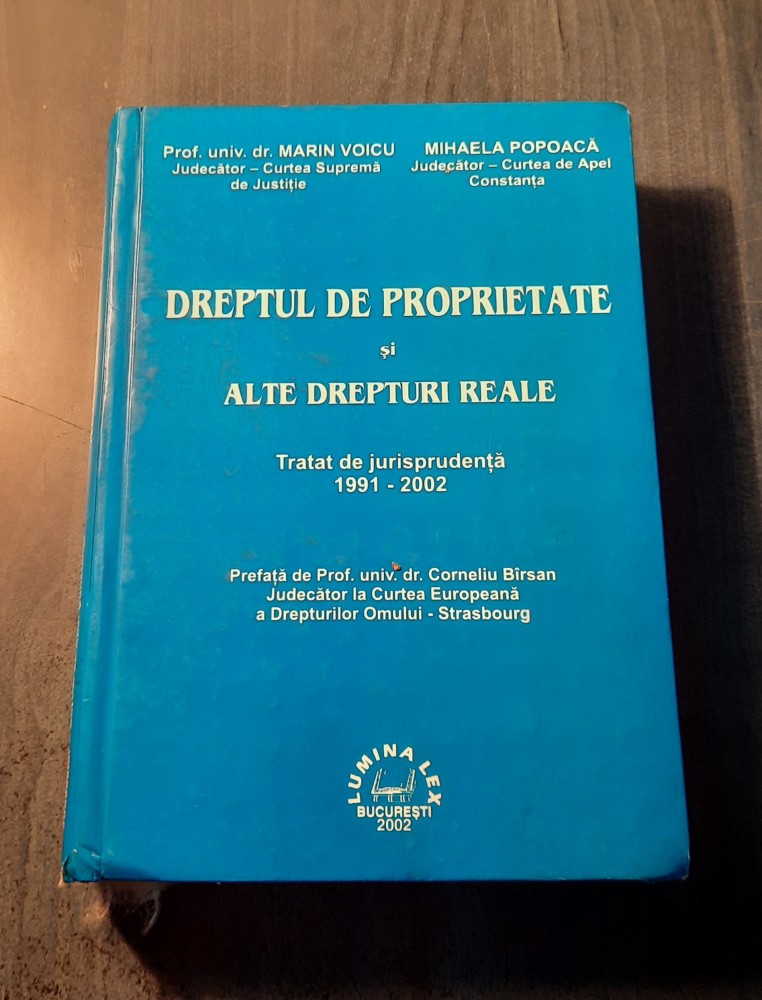 Prof. univ. dr. MARIN VOICU
Judecător – Curtea Supremă
de Justiție
MIHAELA POPOACĂ
Judecător – Curtea de Apel
Constanța
DREPTUL DE PROPRIETATE
și
ALTE DREPTURI REALE
Tratat de jurisprudență
1991 - 2002
Prefață de Prof. univ. dr. Corneliu Bîrsan
Judecător la Curtea Europeană
a Drepturilor Omului - Strasbourg
LUMINA LEX
BUCUREȘTI
2002